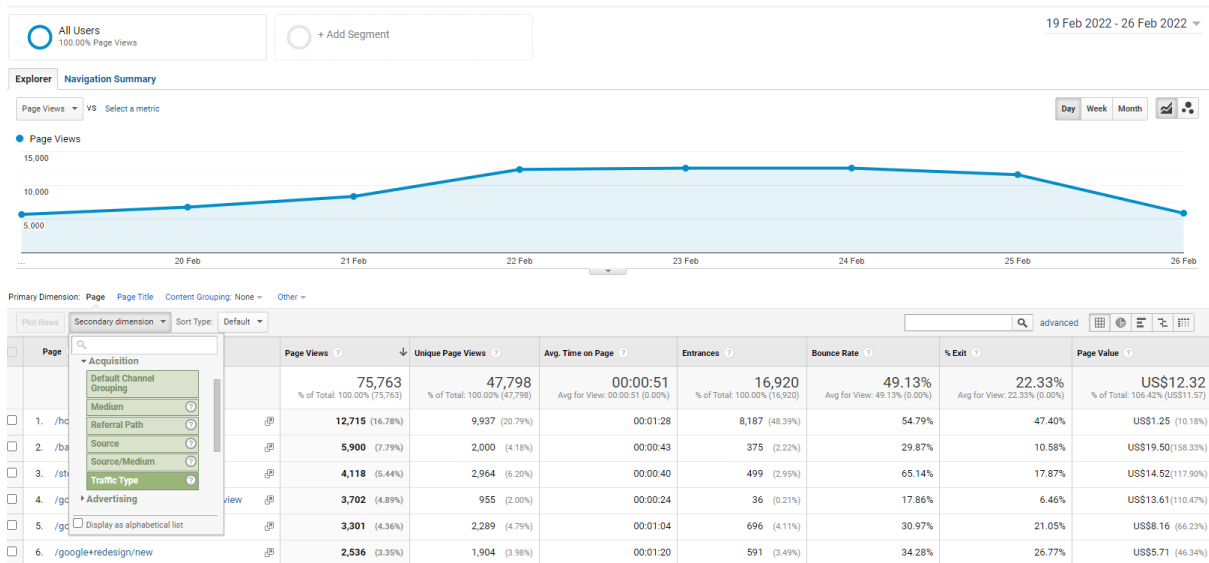 All Users
100.00% Page Views
+ Add Segment
19 Feb 2022 - 26 Feb 2022
Explorer Navigation Summary
Page Views VS Select a metric
Day Week Month
Page Views
15,000
10,000
5,000
... 20 Feb 21 Feb 22 Feb 23 Feb 24 Feb 25 Feb 26 Feb
Primary Dimension: Page Page Title Content Grouping: None Other
Plot Rows Secondary dimension Sort Type: Default advanced
Acquisition
Default Channel
Grouping
Medium
Referral Path
Source
Source/Medium
Traffic Type
Advertising
Display as alphabetical list
Page Page Views Unique Page Views Avg. Time on Page Entrances Bounce Rate % Exit Page Value
75,763 47,798 00:00:51 16,920 49.13% 22.33% US$12.32
% of Total: 100.00% (75,763) % of Total: 100.00% (47,798) Avg for View: 00:00:51 (0.00%) % of Total: 100.00% (16,920) Avg for View: 49.13% (0.00%) Avg for View: 22.33% (0.00%) % of Total: 106.42% (US$11.57)
1. /ho 12,715 (16.78%) 9,937 (20.79%) 00:01:28 8,187 (48.39%) 54.79% 47.40% US$1.25 (10.18%)
2. /ba 5,900 (7.79%) 2,000 (4.18%) 00:00:43 375 (2.22%) 29.87% 10.58% US$19.50(158.33%)
3. /sto 4,118 (5.44%) 2,964 (6.20%) 00:00:40 499 (2.95%) 65.14% 17.87% US$14.52(117.90%)
4. /go view 3,702 (4.89%) 955 (2.00%) 00:00:24 36 (0.21%) 17.86% 6.46% US$13.61(110.47%)
5. /go 3,301 (4.36%) 2,289 (4.79%) 00:01:04 696 (4.11%) 30.97% 21.05% US$8.16 (66.23%)
6. /google+redesign/new 2,536 (3.35%) 1,904 (3.98%) 00:01:20 591 (3.49%) 34.28% 26.77% US$5.71 (46.34%)